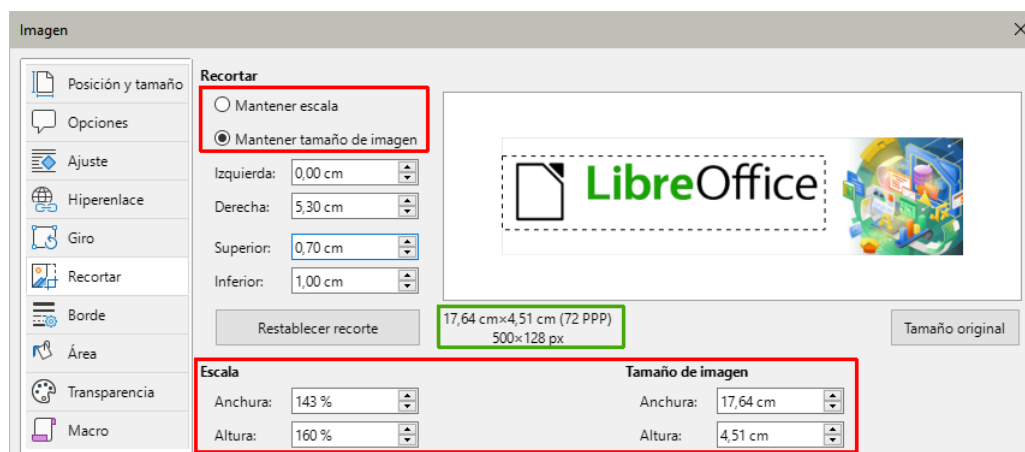 Imagen
Posición y tamaño
Opciones
Ajuste
Hiperenlace
Giro
Recortar
Borde
Área
Transparencia
Macro
Recortar
Mantener escala
Mantener tamaño de imagen
Izquierda: 0,00 cm
Derecha: 5,30 cm
Superior: 0,70 cm
Inferior: 1,00 cm
Restablecer recorte
LibreOffice
17,64 cm×4,51 cm (72 PPP)
500×128 px
Tamaño original
Escala
Anchura: 143 %
Altura: 160 %
Tamaño de imagen
Anchura: 17,64 cm
Altura: 4,51 cm